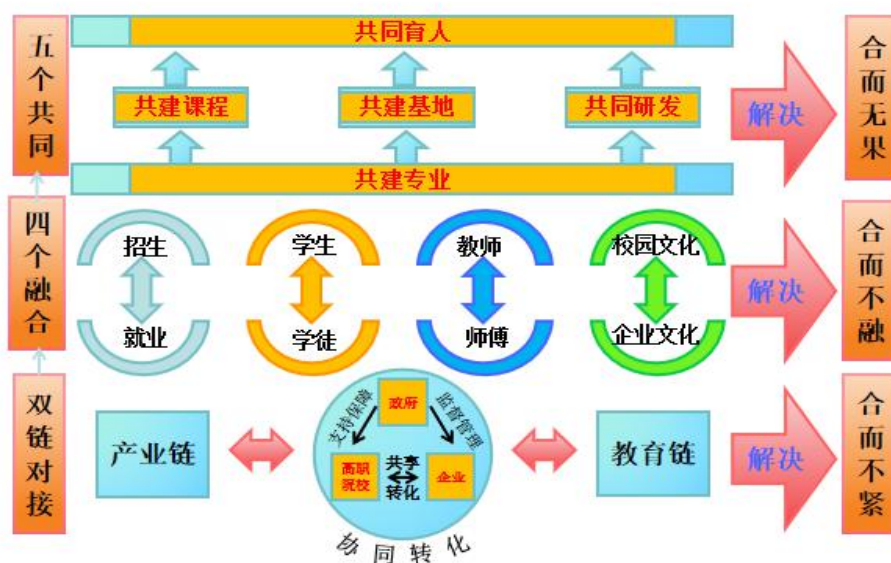 五个共同
共同育人
共建课程
共建基地
共同研发
共建专业
解决
合而无果
四个融合
招生
就业
学生
学徒
教师
师傅
校园文化
企业文化
解决
合而不融
双链对接
产业链
政府
支持保障
监督管理
高职
院校
共享
转化
企业
协同转化
教育链
解决
合而不紧